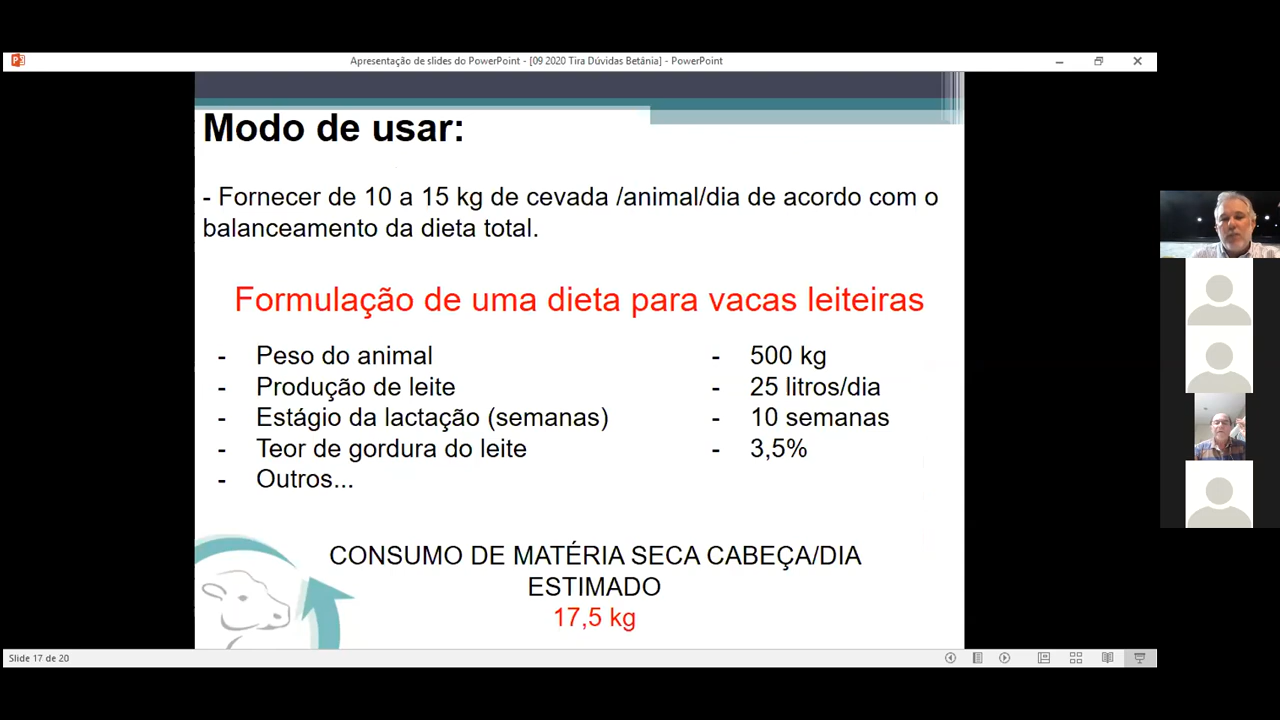 Apresentação de slides do PowerPoint - [09 2020 Tira Dúvidas Betânia] - PowerPoint
Modo de usar:
- Fornecer de 10 a 15 kg de cevada /animal/dia de acordo com o
balanceamento da dieta total.
Formulação de uma dieta para vacas leiteiras
- Peso do animal - 500 kg
- Produção de leite - 25 litros/dia
- Estágio da lactação (semanas) - 10 semanas
- Teor de gordura do leite - 3,5%
- Outros...
CONSUMO DE MATÉRIA SECA CABEÇA/DIA
ESTIMADO
17,5 kg
Slide 17 de 20